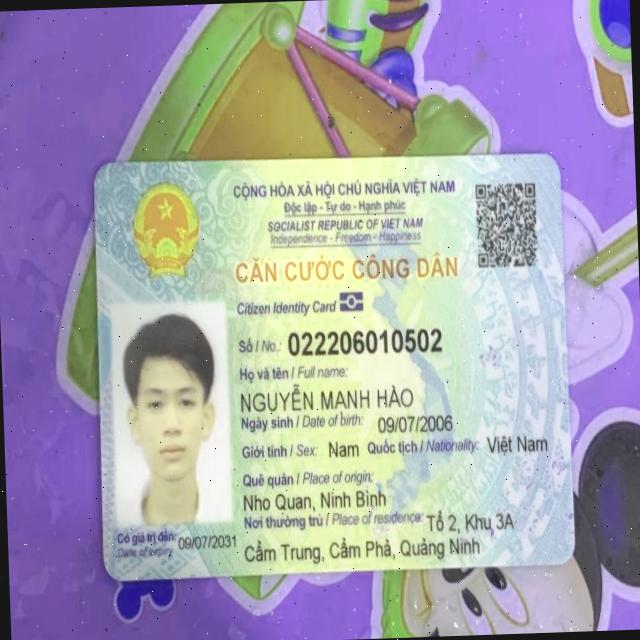 CỘNG HÒA XÃ HỘI CHỦ NGHĨA VIỆT NAM
Độc lập - Tự do - Hạnh phúc
SOCIALIST REPUBLIC OF VIET NAM
Independence - Freedom - Happiness
CĂN CƯỚC CÔNG DÂN
Citizen Identity Card
Số / No.: 022206010502
Họ và tên / Full name:
NGUYỄN MẠNH HÀO
Ngày sinh / Date of birth: 09/07/2006
Giới tính / Sex: Nam Quốc tịch / Nationality: Việt Nam
Quê quán / Place of origin:
Nho Quan, Ninh Bình
Nơi thường trú / Place of residence: Tổ 2, Khu 3A
Cẩm Trung, Cẩm Phả, Quảng Ninh
Có giá trị đến: 09/07/2031
Date of expiry